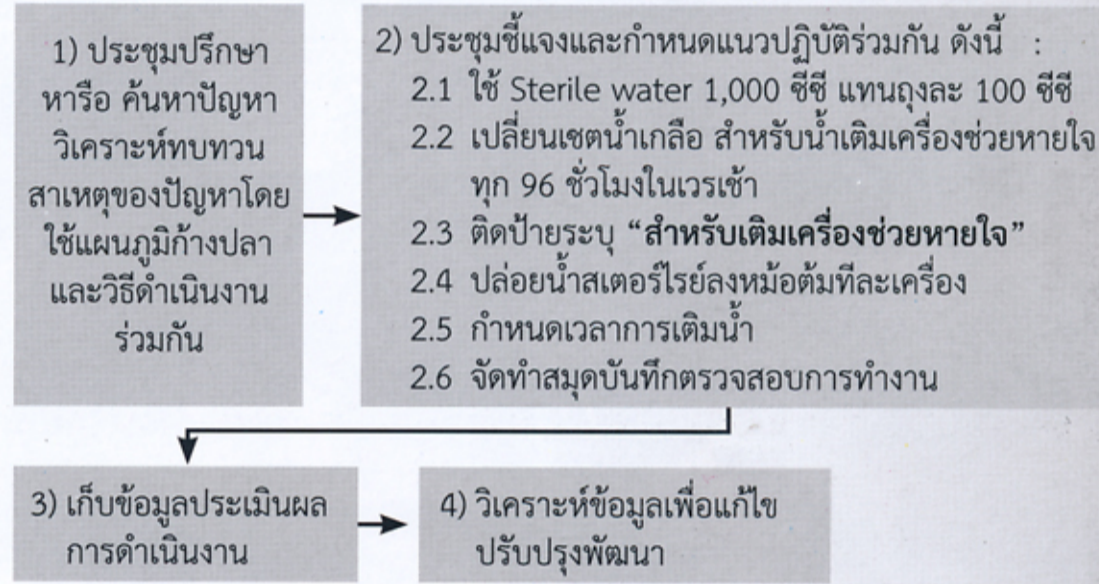 1) ประชุมปรึกษา
หารือ ค้นหาปัญหา
วิเคราะห์ทบทวน
สาเหตุของปัญหาโดย
ใช้แผนภูมิก้างปลา
และวิธีดำเนินงาน
ร่วมกัน
2) ประชุมชี้แจงและกำหนดแนวปฏิบัติร่วมกัน ดังนี้ :
2.1 ใช้ Sterile water 1,000 ซีซี แทนถุงละ 100 ซีซี
2.2 เปลี่ยนเซตน้ำเกลือ สำหรับน้ำเติมเครื่องช่วยหายใจ
ทุก 96 ชั่วโมงในเวรเช้า
2.3 ติดป้ายระบุ “สำหรับเติมเครื่องช่วยหายใจ”
2.4 ปล่อยน้ำสเตอร์ไรย์ลงหม้อต้มทีละเครื่อง
2.5 กำหนดเวลาการเติมน้ำ
2.6 จัดทำสมุดบันทึกตรวจสอบการทำงาน
3) เก็บข้อมูลประเมินผล
การดำเนินงาน
4) วิเคราะห์ข้อมูลเพื่อแก้ไข
ปรับปรุงพัฒนา